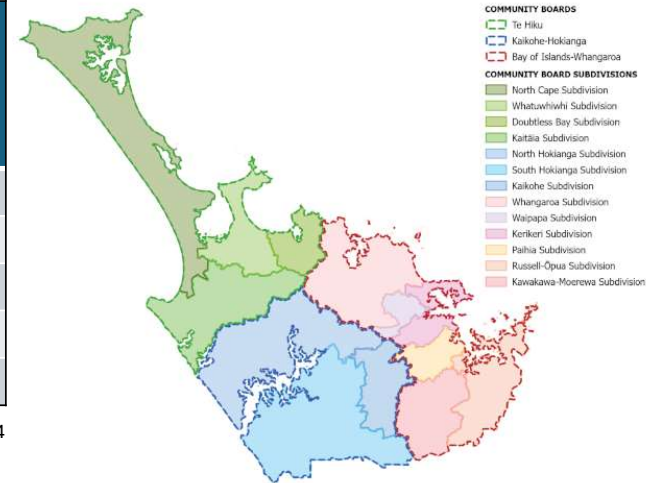 COMMUNITY BOARDS
Te Hiku
Kaikohe-Hokianga
Bay of Islands-Whangaroa
COMMUNITY BOARD SUBDIVISIONS
North Cape Subdivision
Whatuwhiwhi Subdivision
Doubtless Bay Subdivision
Kaitāia Subdivision
North Hokianga Subdivision
South Hokianga Subdivision
Kaikohe Subdivision
Whangaroa Subdivision
Waipapa Subdivision
Kerikeri Subdivision
Paihia Subdivision
Russell-Ōpua Subdivision
Kawakawa-Moerewa Subdivision
4